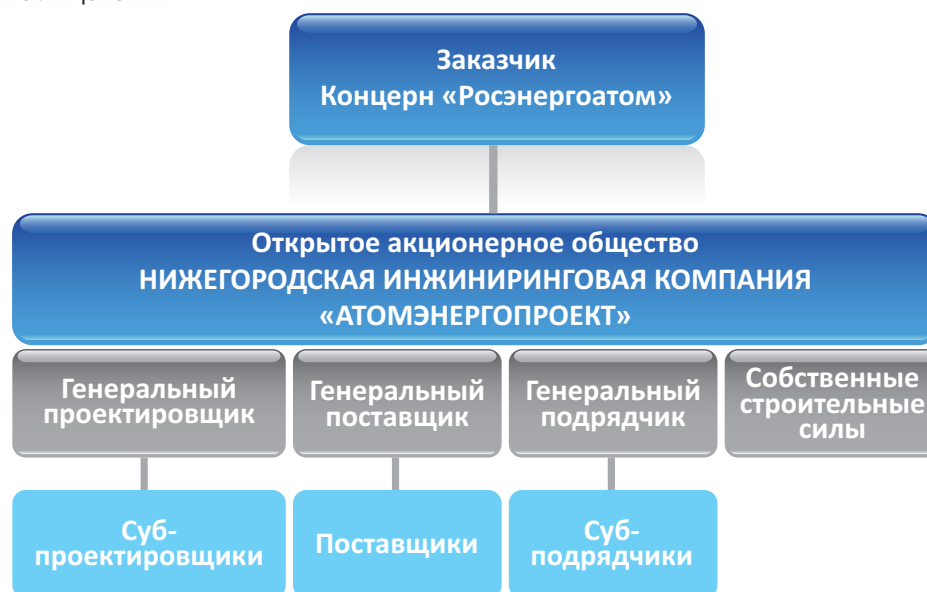 Заказчик
Концерн «Росэнергоатом»
Открытое акционерное общество
НИЖЕГОРОДСКАЯ ИНЖИНИРИНГОВАЯ КОМПАНИЯ
«АТОМЭНЕРГОПРОЕКТ»
Генеральный
проектировщик
Генеральный
поставщик
Генеральный
подрядчик
Собственные
строительные
силы
Суб-
проектировщики
Поставщики
Суб-
подрядчики